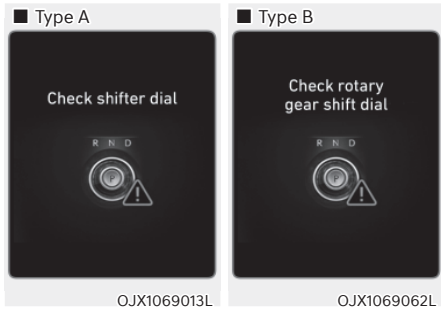 ■ Type A
Check shifter dial
R N D
P
OJX1069013L
■ Type B
Check rotary
gear shift dial
R N D
P
OJX1069062L